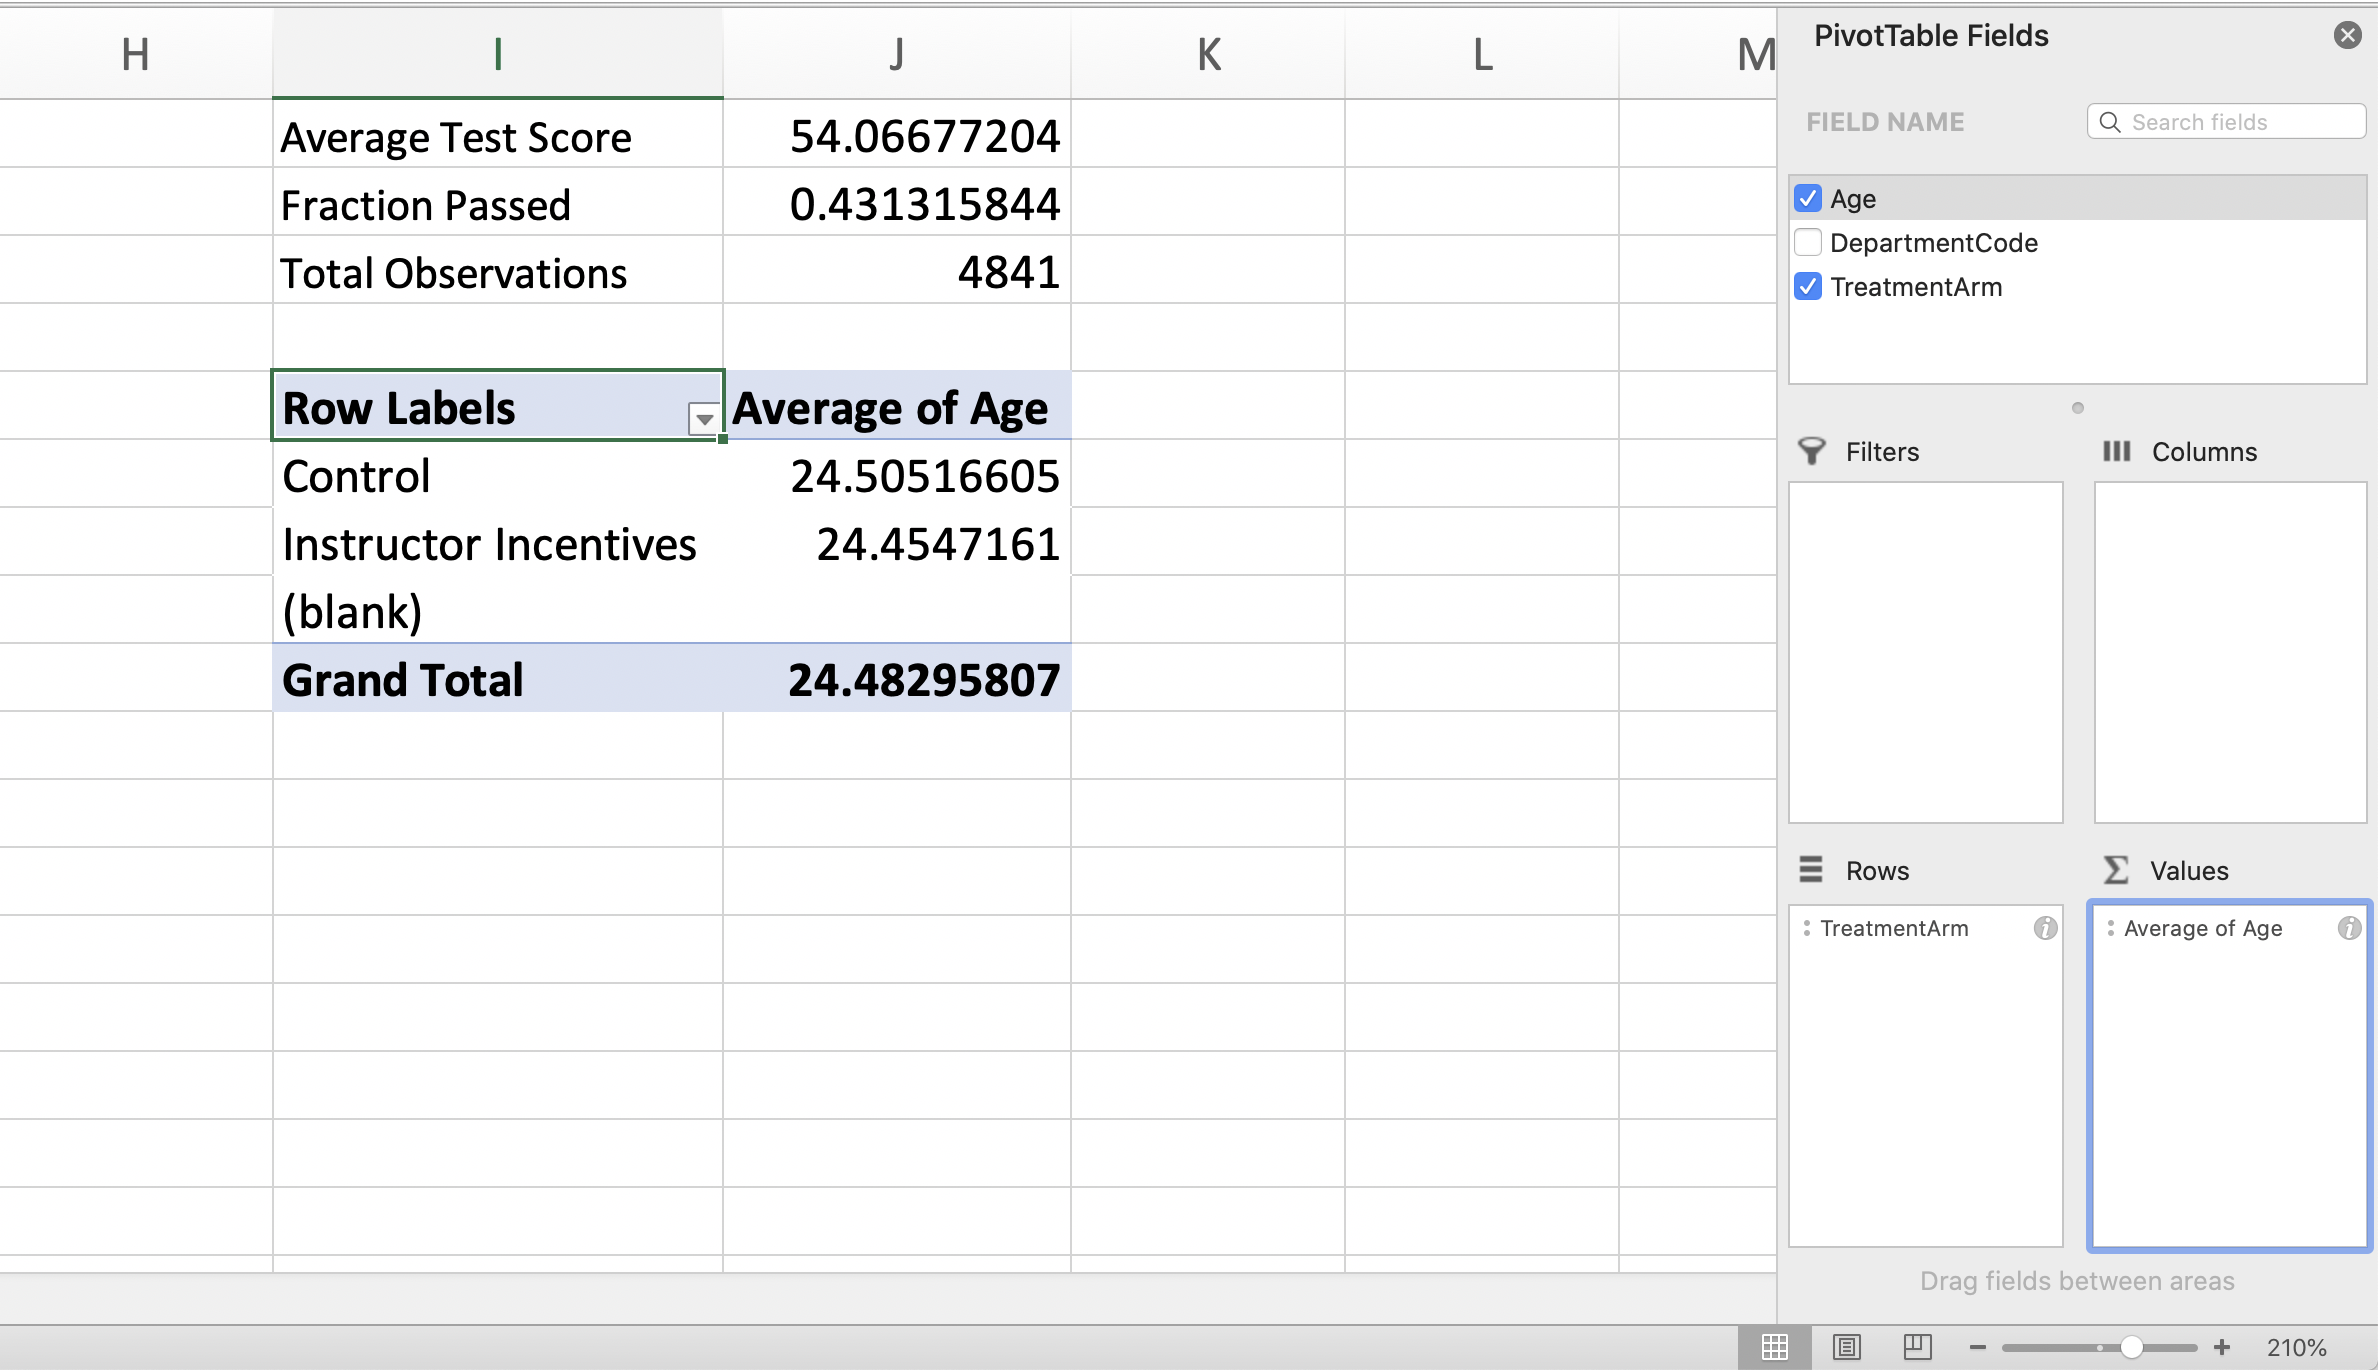 H I J K L M
Average Test Score 54.06677204
Fraction Passed 0.431315844
Total Observations 4841
Row Labels Average of Age
Control 24.50516605
Instructor Incentives 24.4547161
(blank)
Grand Total 24.48295807
PivotTable Fields
FIELD NAME Search fields
Age
DepartmentCode
TreatmentArm
Filters Columns
Rows Values
TreatmentArm Average of Age
Drag fields between areas
210%